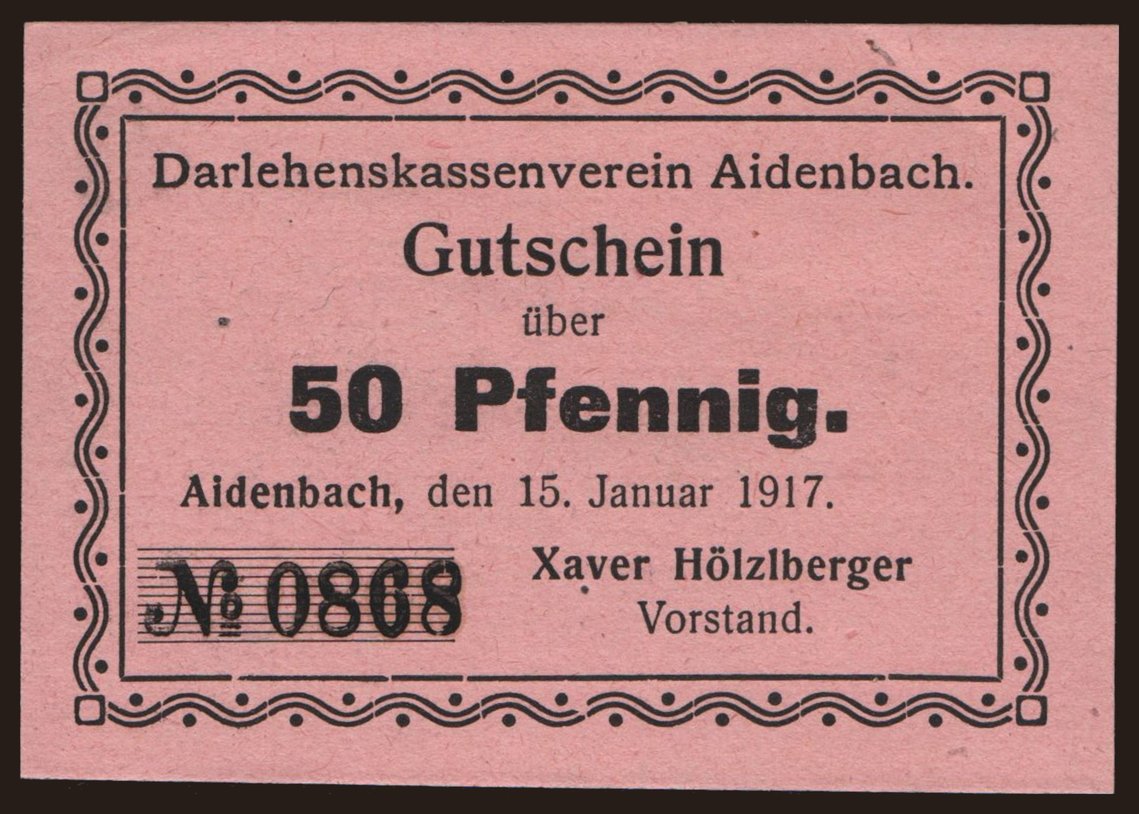 Darlehenskassenverein Aidenbach.
Gutschein
über
50 Pfennig.
Aidenbach, den 15. Januar 1917.
№ 0868
Xaver Hölzlberger
Vorstand.